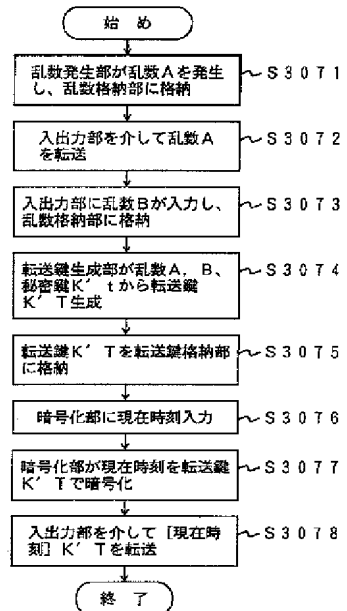 始 め
乱数発生部が乱数Aを発生
し、乱数格納部に格納
S3071
入出力部を介して乱数A
を転送
S3072
入出力部に乱数Bが入力し、
乱数格納部に格納
S3073
転送鍵生成部が乱数A，B、
秘密鍵K'tから転送鍵
K'T生成
S3074
転送鍵K'Tを転送鍵格納部
に格納
S3075
暗号化部に現在時刻入力
S3076
暗号化部が現在時刻を転送鍵
K'Tで暗号化
S3077
入出力部を介して［現在時
刻］K'Tを転送
S3078
終 了